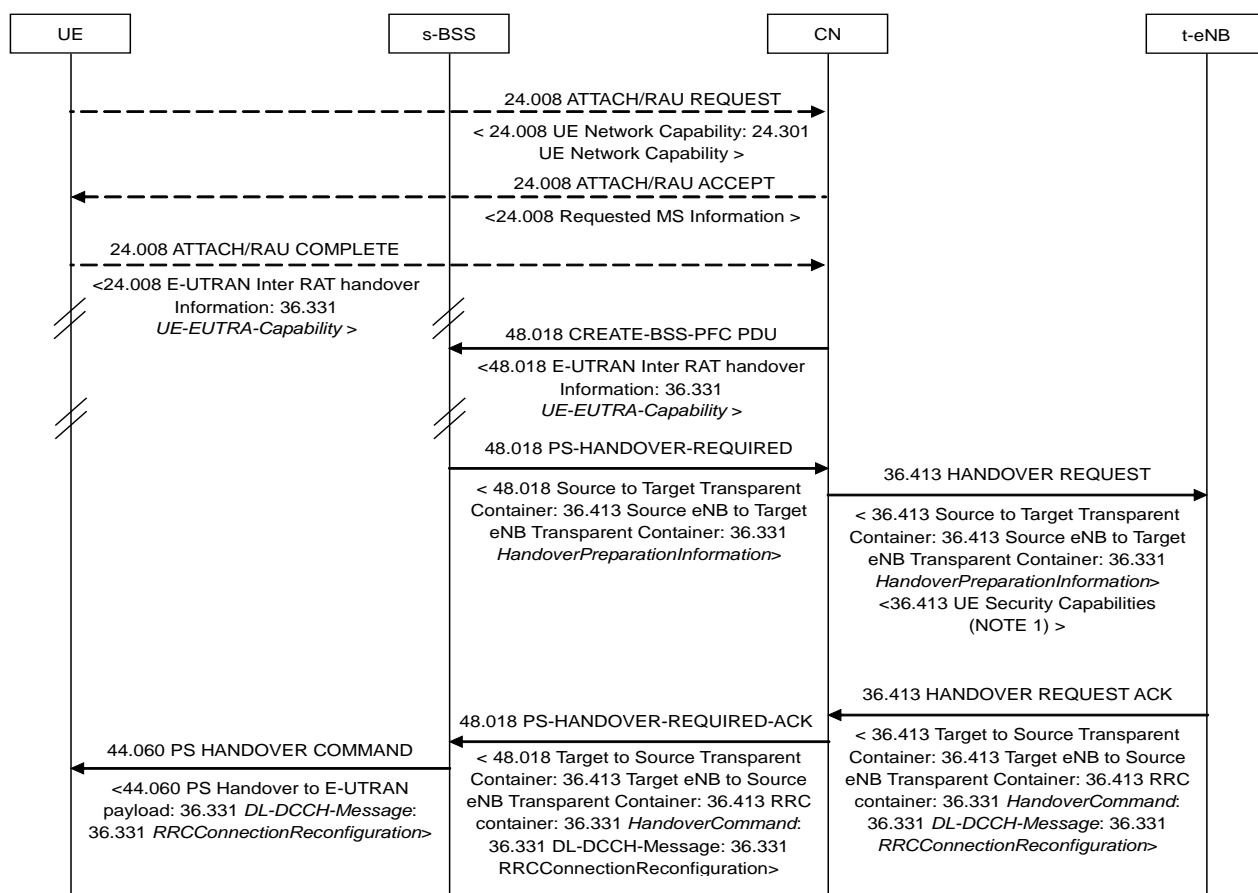 UE
s-BSS
CN
t-eNB
24.008 ATTACH/RAU REQUEST
< 24.008 UE Network Capability: 24.301
UE Network Capability >
24.008 ATTACH/RAU ACCEPT
<24.008 Requested MS Information >
24.008 ATTACH/RAU COMPLETE
<24.008 E-UTRAN Inter RAT handover
Information: 36.331
UE-EUTRA-Capability >
48.018 CREATE-BSS-PFC PDU
<48.018 E-UTRAN Inter RAT handover
Information: 36.331
UE-EUTRA-Capability >
48.018 PS-HANDOVER-REQUIRED
< 48.018 Source to Target Transparent
Container: 36.413 Source eNB to Target
eNB Transparent Container: 36.331
HandoverPreparationInformation>
36.413 HANDOVER REQUEST
< 36.413 Source to Target Transparent
Container: 36.413 Source eNB to Target
eNB Transparent Container: 36.331
HandoverPreparationInformation>
<36.413 UE Security Capabilities
(NOTE 1) >
36.413 HANDOVER REQUEST ACK
< 36.413 Target to Source Transparent
Container: 36.413 Target eNB to Source
eNB Transparent Container: 36.413 RRC
container: 36.331 HandoverCommand:
36.331 DL-DCCH-Message: 36.331
RRCConnectionReconfiguration>
48.018 PS-HANDOVER-REQUIRED-ACK
< 48.018 Target to Source Transparent
Container: 36.413 Target eNB to Source
eNB Transparent Container: 36.413 RRC
container: 36.331 HandoverCommand:
36.331 DL-DCCH-Message: 36.331
RRCConnectionReconfiguration>
44.060 PS HANDOVER COMMAND
<44.060 PS Handover to E-UTRAN
payload: 36.331 DL-DCCH-Message:
36.331 RRCConnectionReconfiguration>